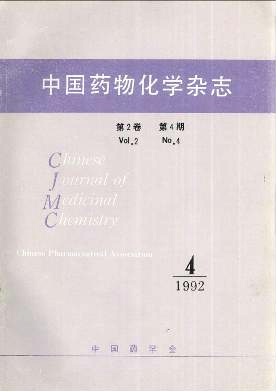 中国药物化学杂志
第2卷 第4期
Vol.2 No.4
Chinese
Journal of
Medicinal
Chemistry
Chinese Pharmaceutical Association
4
1992
中国药学会